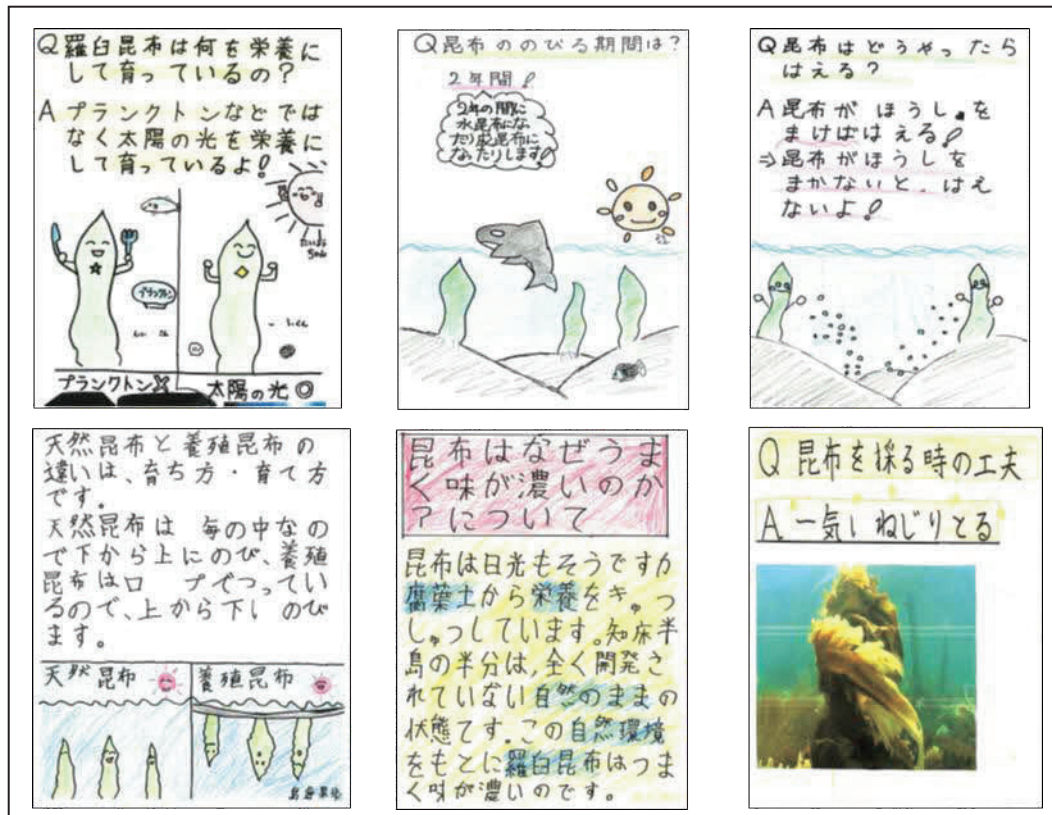 Q羅臼昆布は何を栄養に
して育っているの？
A プランクトンなどでは
なく太陽の光を栄養に
して育っているよ！
プランクトン
プランクトン✕
太陽の光◎
Q昆布ののびる期間は？
2年間！
2年の間に
水昆布にな
たり成昆布に
なったりします！
Q昆布はどうやったら
はえる？
A昆布がほうしを
まけばはえる！
⇒昆布がほうしを
まかないと、はえ
ないよ！
天然昆布と養殖昆布の
違いは、育ち方・育て方
です。
天然昆布は 海の中なの
で下から上にのび、養殖
昆布はロープでつってい
るので、上から下に のび
ます。
天然昆布
養殖昆布
昆布はなぜうま
く味が濃いのか
？について
昆布は日光もそうですが
腐葉土から栄養をきゅっ
しゅっしています。知床半
島の半分は、全く開発さ
れていない自然のままの
状態です。この自然環境
をもとに羅臼昆布はうま
く味が濃いのです。
Q 昆布を採る時の工夫
A 一気にねじりとる